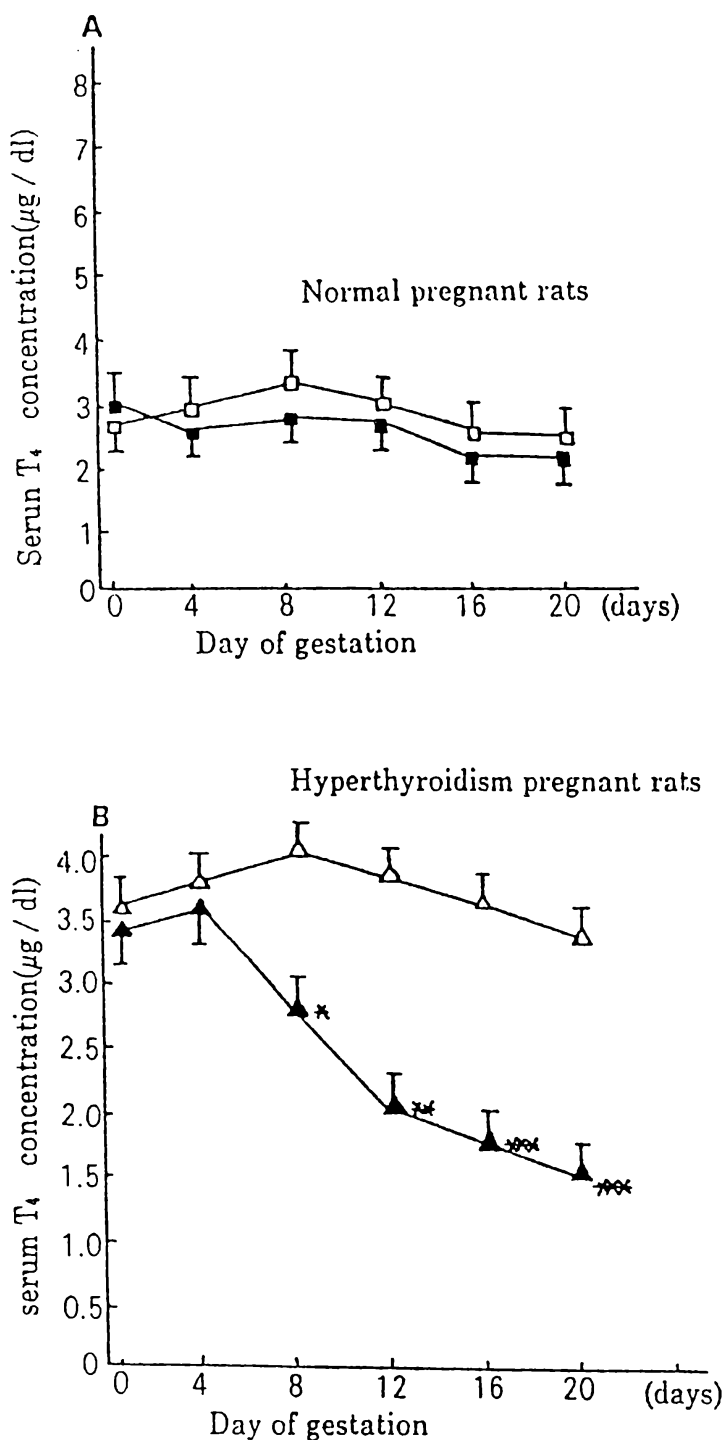 A
Serun T₄ concentration(μg / dl)
8
7
6
5
4
3
2
1
0
Normal pregnant rats
0 4 8 12 16 20 (days)
Day of gestation
Hyperthyroidism pregnant rats
B
serum T₄ concentration(μg / dl)
4.0
3.5
3.0
2.5
2.0
1.5
1.0
0.5
0
*
**
***
***
0 4 8 12 16 20 (days)
Day of gestation